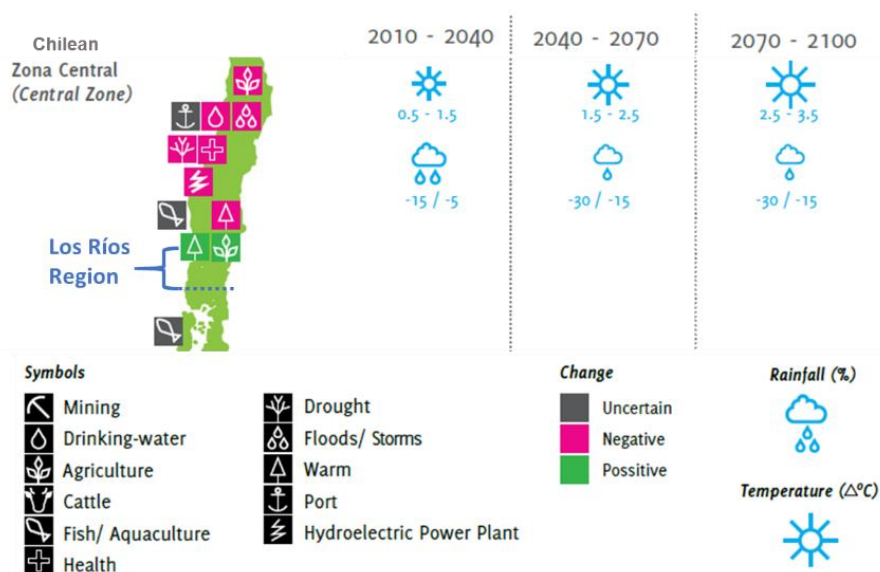 Chilean
Zona Central
(Central Zone)
2010 - 2040
2040 - 2070
2070 - 2100
0.5 - 1.5
1.5 - 2.5
2.5 - 3.5
-15 / -5
-30 / -15
-30 / -15
Los Ríos
Region
Symbols
Mining
Drinking-water
Agriculture
Cattle
Fish/ Aquaculture
Health
Drought
Floods/ Storms
Warm
Port
Hydroelectric Power Plant
Change
Uncertain
Negative
Possitive
Rainfall (%)
Temperature (△ºC)